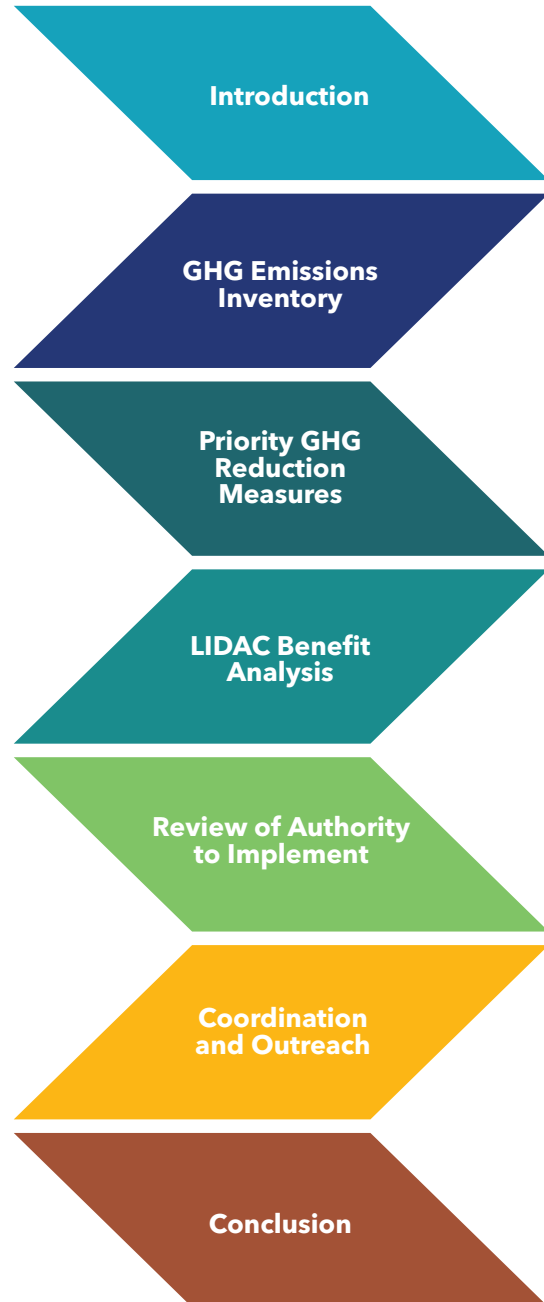 Introduction
GHG Emissions
Inventory
Priority GHG
Reduction
Measures
LIDAC Benefit
Analysis
Review of Authority
to Implement
Coordination
and Outreach
Conclusion